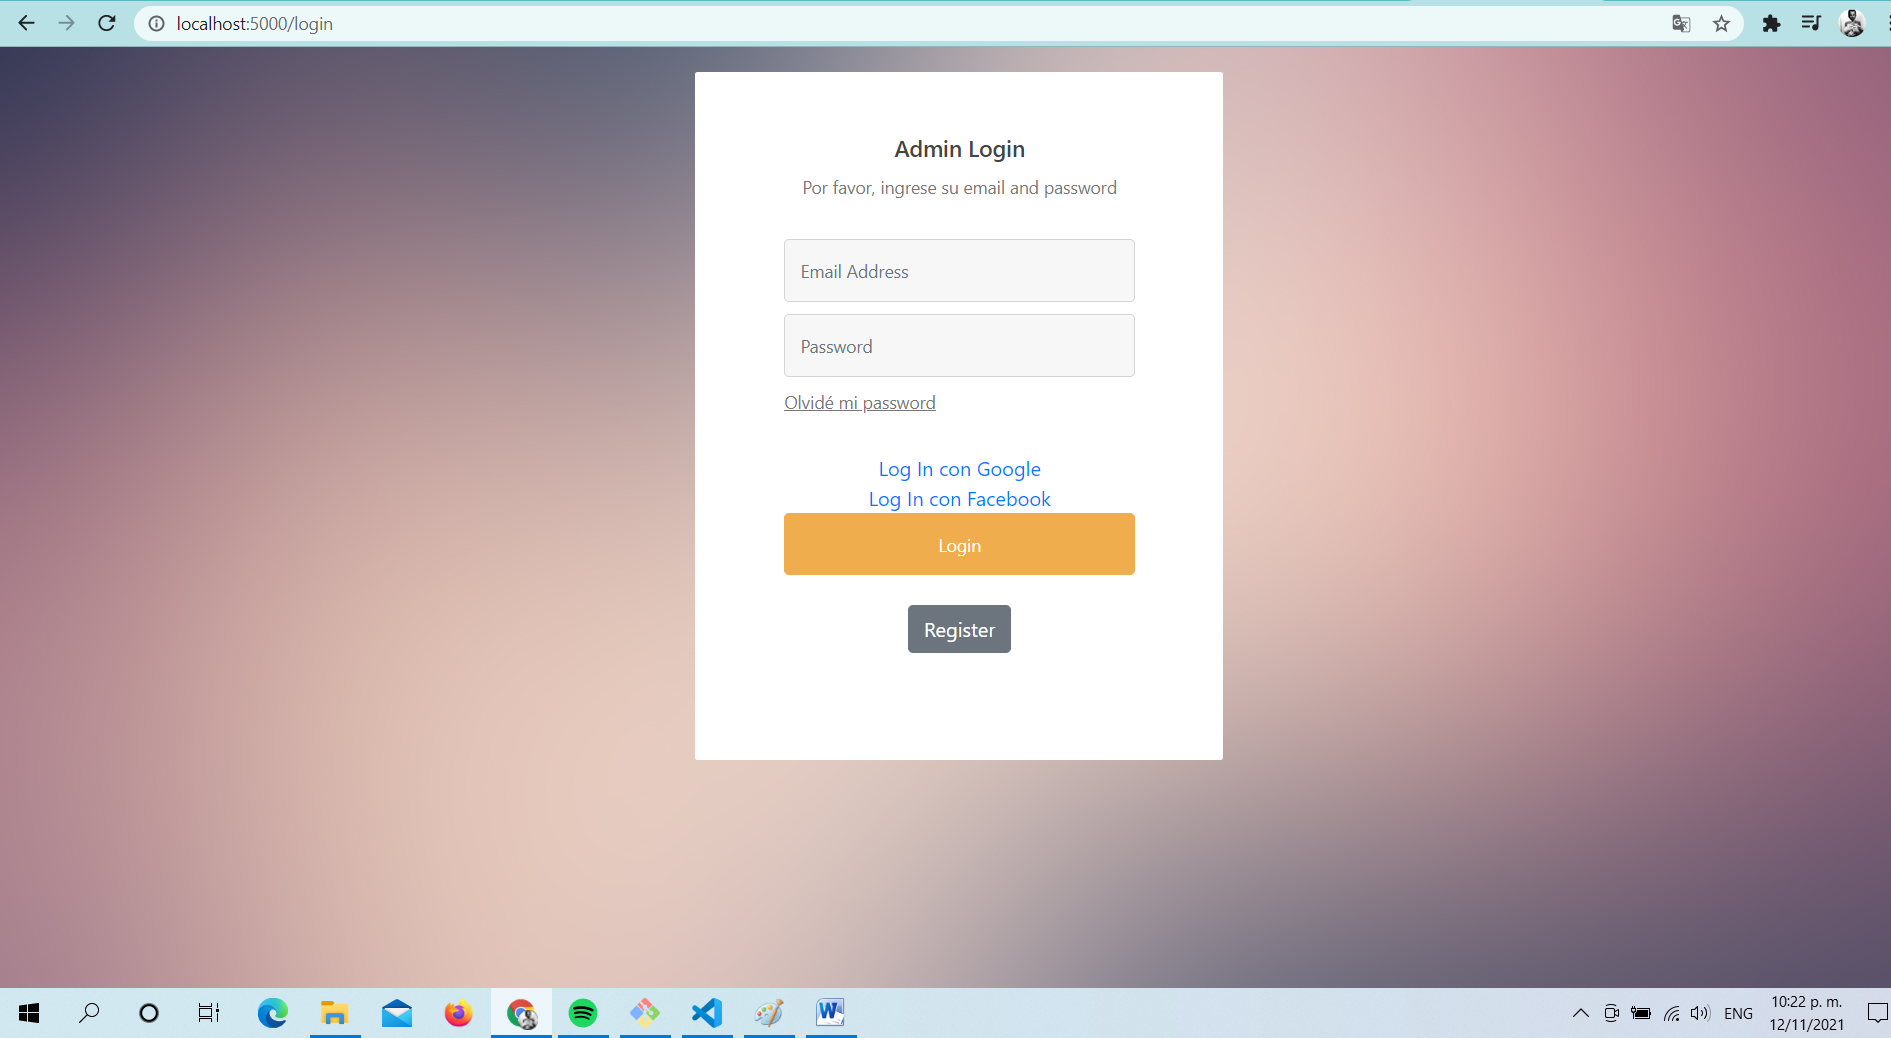 localhost:5000/login
Admin Login
Por favor, ingrese su email and password
Email Address
Password
Olvidé mi password
Log In con Google
Log In con Facebook
Login
Register
ENG
10:22 p. m.
12/11/2021